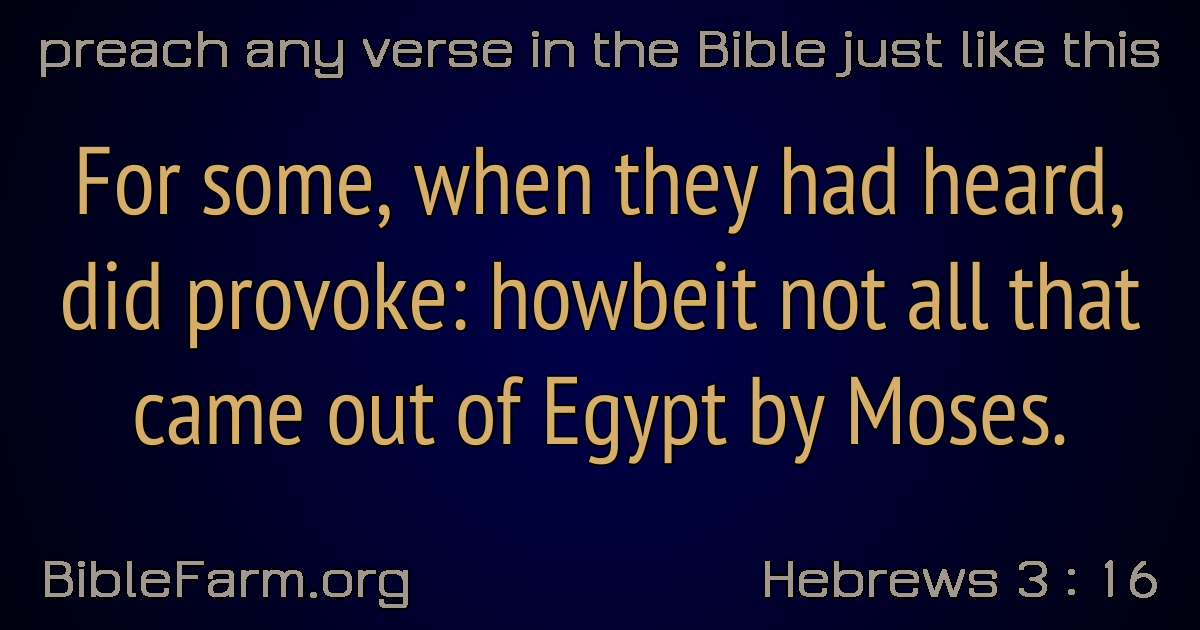 preach any verse in the Bible just like this
For some, when they had heard,
did provoke: howbeit not all that
came out of Egypt by Moses.
BibleFarm.org
Hebrews 3 : 16